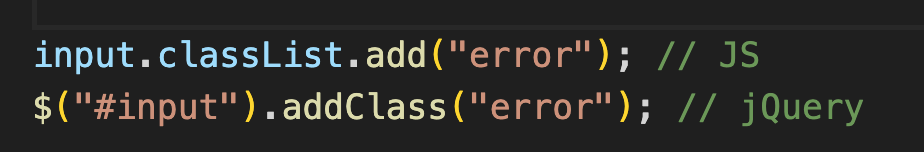 input.classList.add("error"); // JS
$("#input").addClass("error"); // jQuery